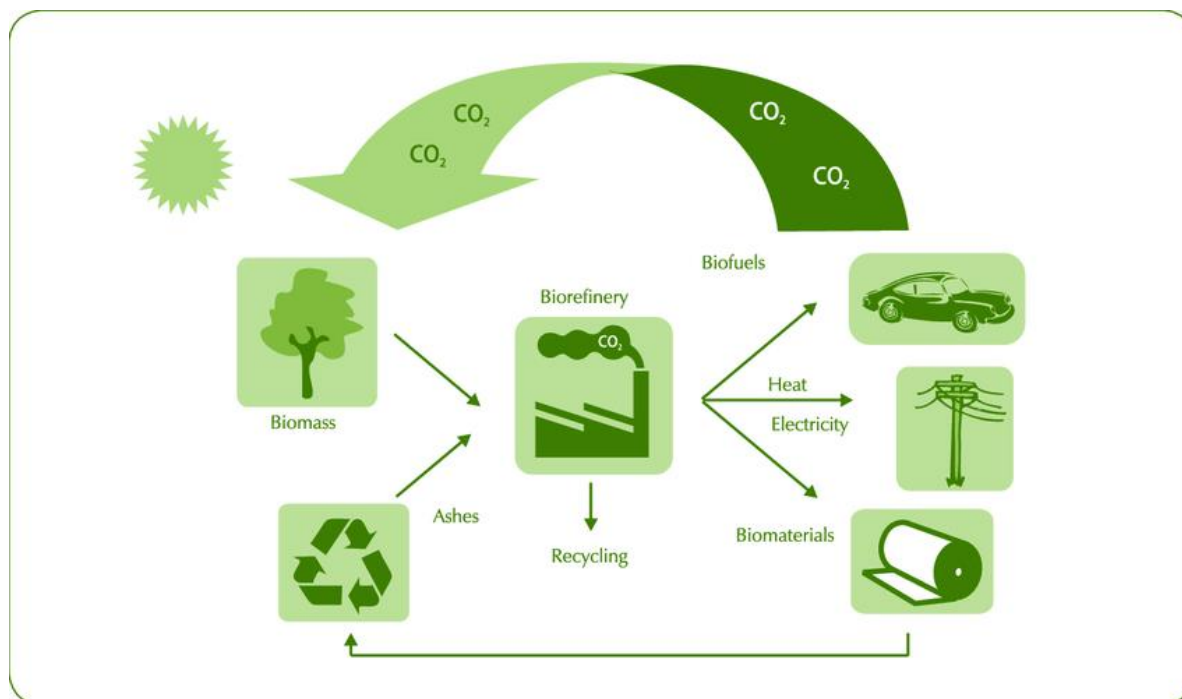 CO₂
CO₂
CO₂
CO₂
Biofuels
Biorefinery
CO₂
Heat
Biomass
Electricity
Ashes
Biomaterials
Recycling